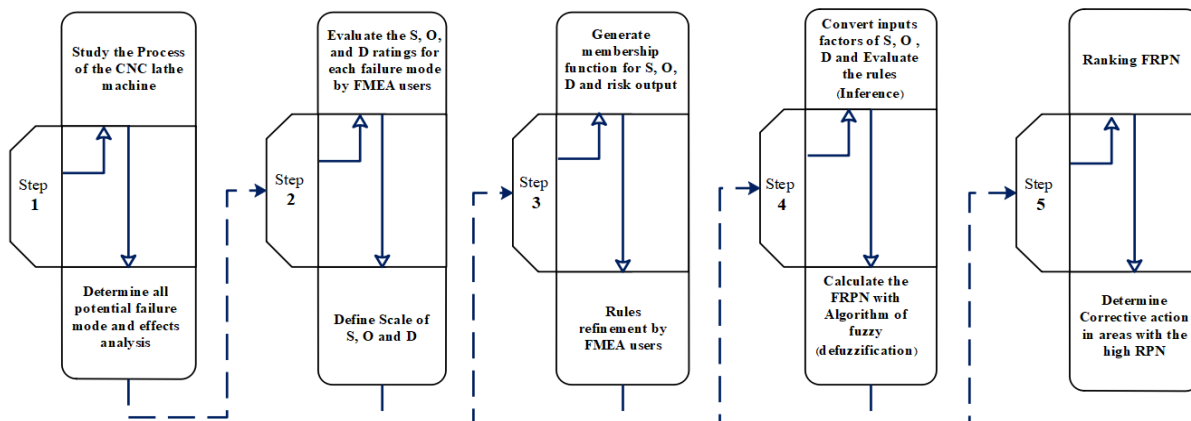 Study the Process
of the CNC lathe
machine
Step
1
Determine all
potential failure
mode and effects
analysis
Evaluate the S, O,
and D ratings for
each failure mode
by FMEA users
Step
2
Define Scale of
S, O and D
Generate
membership
function for S, O,
D and risk output
Step
3
Rules
refinement by
FMEA users
Convert inputs
factors of S, O ,
D and Evaluate
the rules
(Inference)
Step
4
Calculate the
FRPN with
Algorithm of
fuzzy
(defuzzification)
Ranking FRPN
Step
5
Determine
Corrective action
in areas with the
high RPN